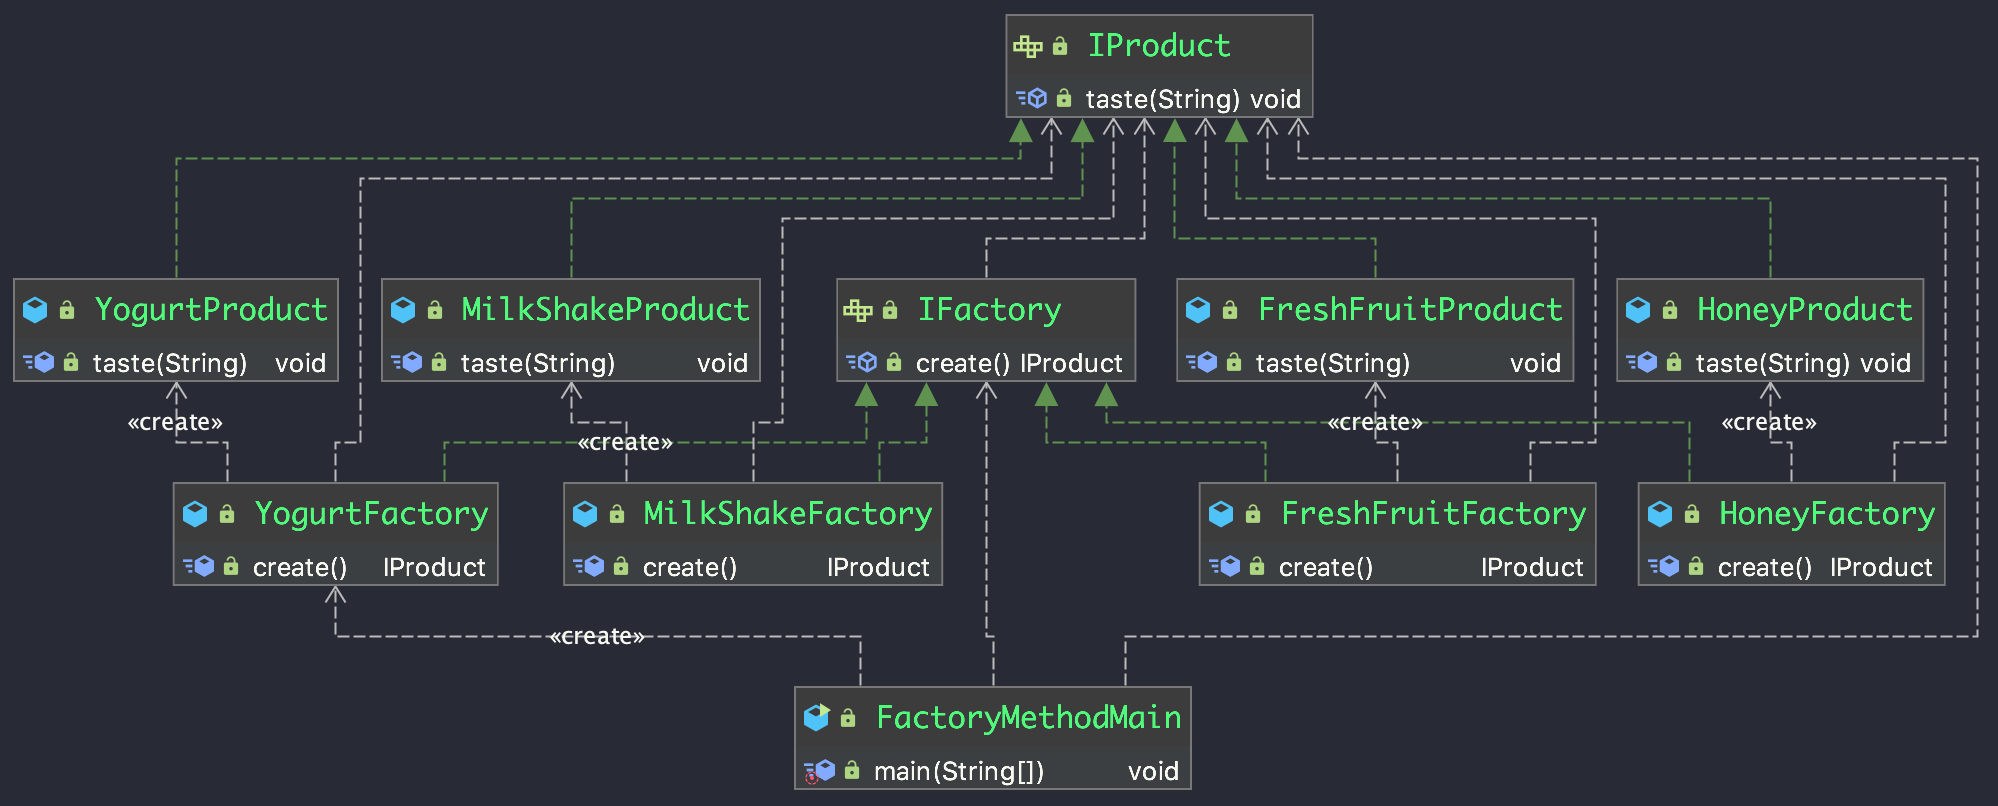 IProduct
taste(String) void
YogurtProduct
taste(String) void
MilkShakeProduct
taste(String) void
IFactory
create() IProduct
FreshFruitProduct
taste(String) void
HoneyProduct
taste(String) void
«create»
«create»
«create»
«create»
YogurtFactory
create() IProduct
MilkShakeFactory
create() IProduct
FreshFruitFactory
create() IProduct
HoneyFactory
create() IProduct
«create»
FactoryMethodMain
main(String[]) void